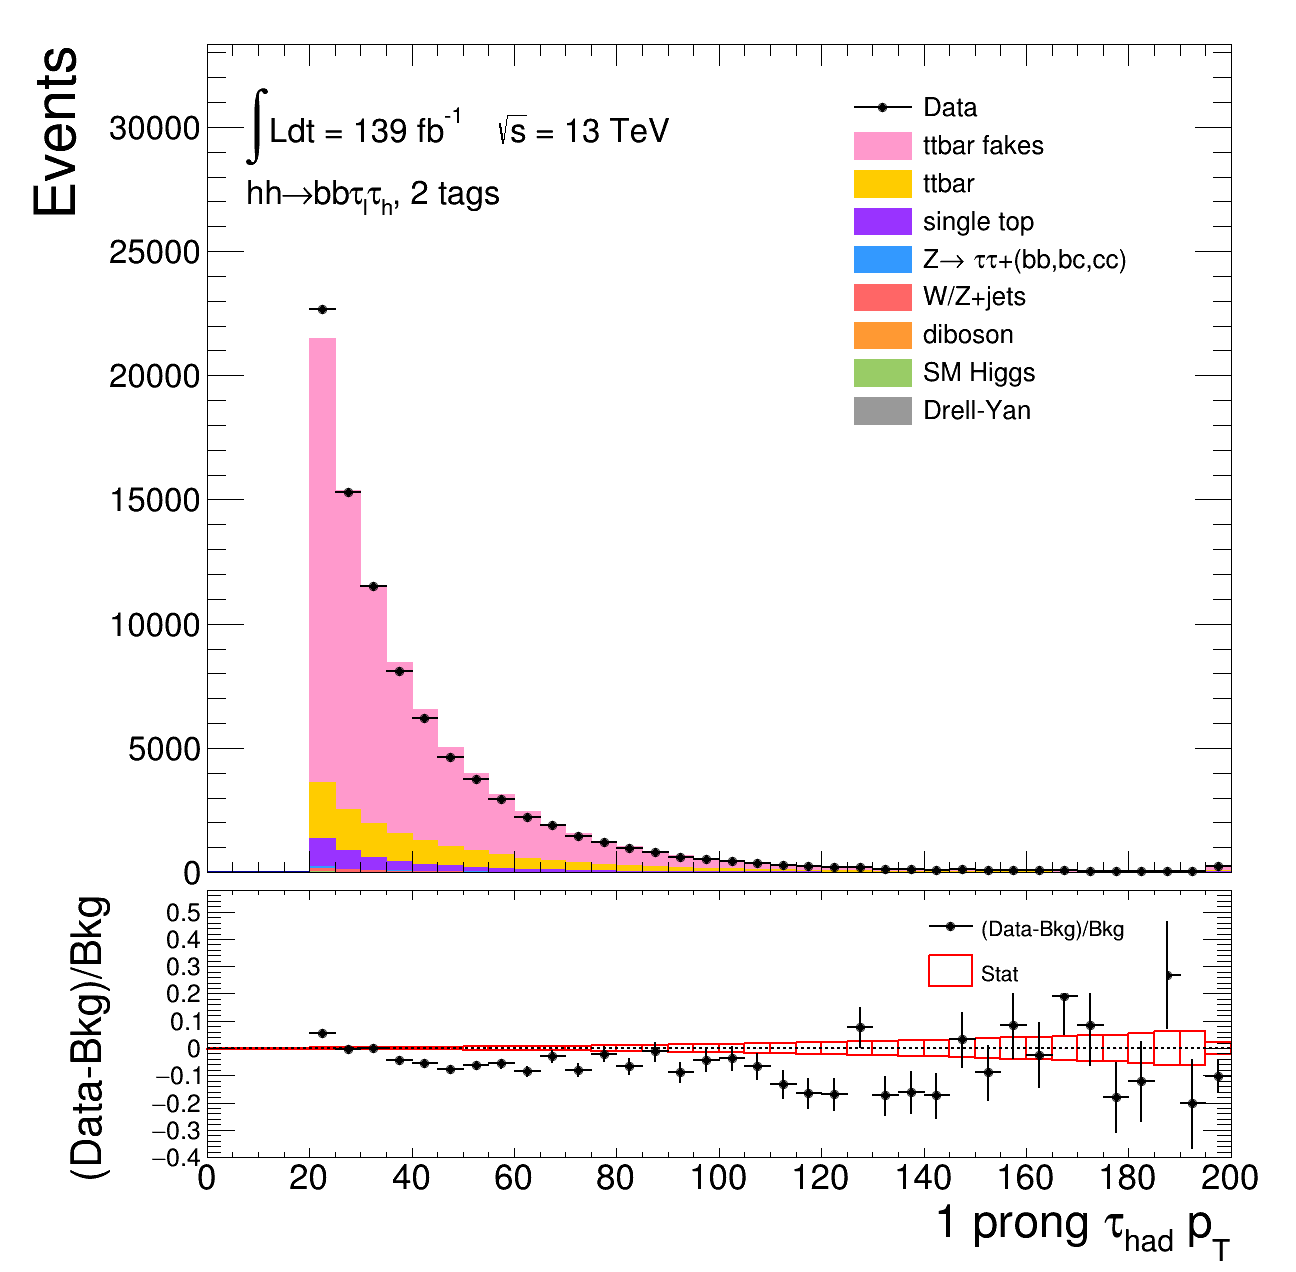 Events
30000
25000
20000
15000
10000
5000
0
∫Ldt = 139 fb⁻¹ √s = 13 TeV
hh→bbτₗτₕ, 2 tags
Data
ttbar fakes
ttbar
single top
Z→ ττ+(bb,bc,cc)
W/Z+jets
diboson
SM Higgs
Drell-Yan
(Data-Bkg)/Bkg
0.5
0.4
0.3
0.2
0.1
0
−0.1
−0.2
−0.3
−0.4
(Data-Bkg)/Bkg
Stat
0 20 40 60 80 100 120 140 160 180 200
1 prong τ_had p_T